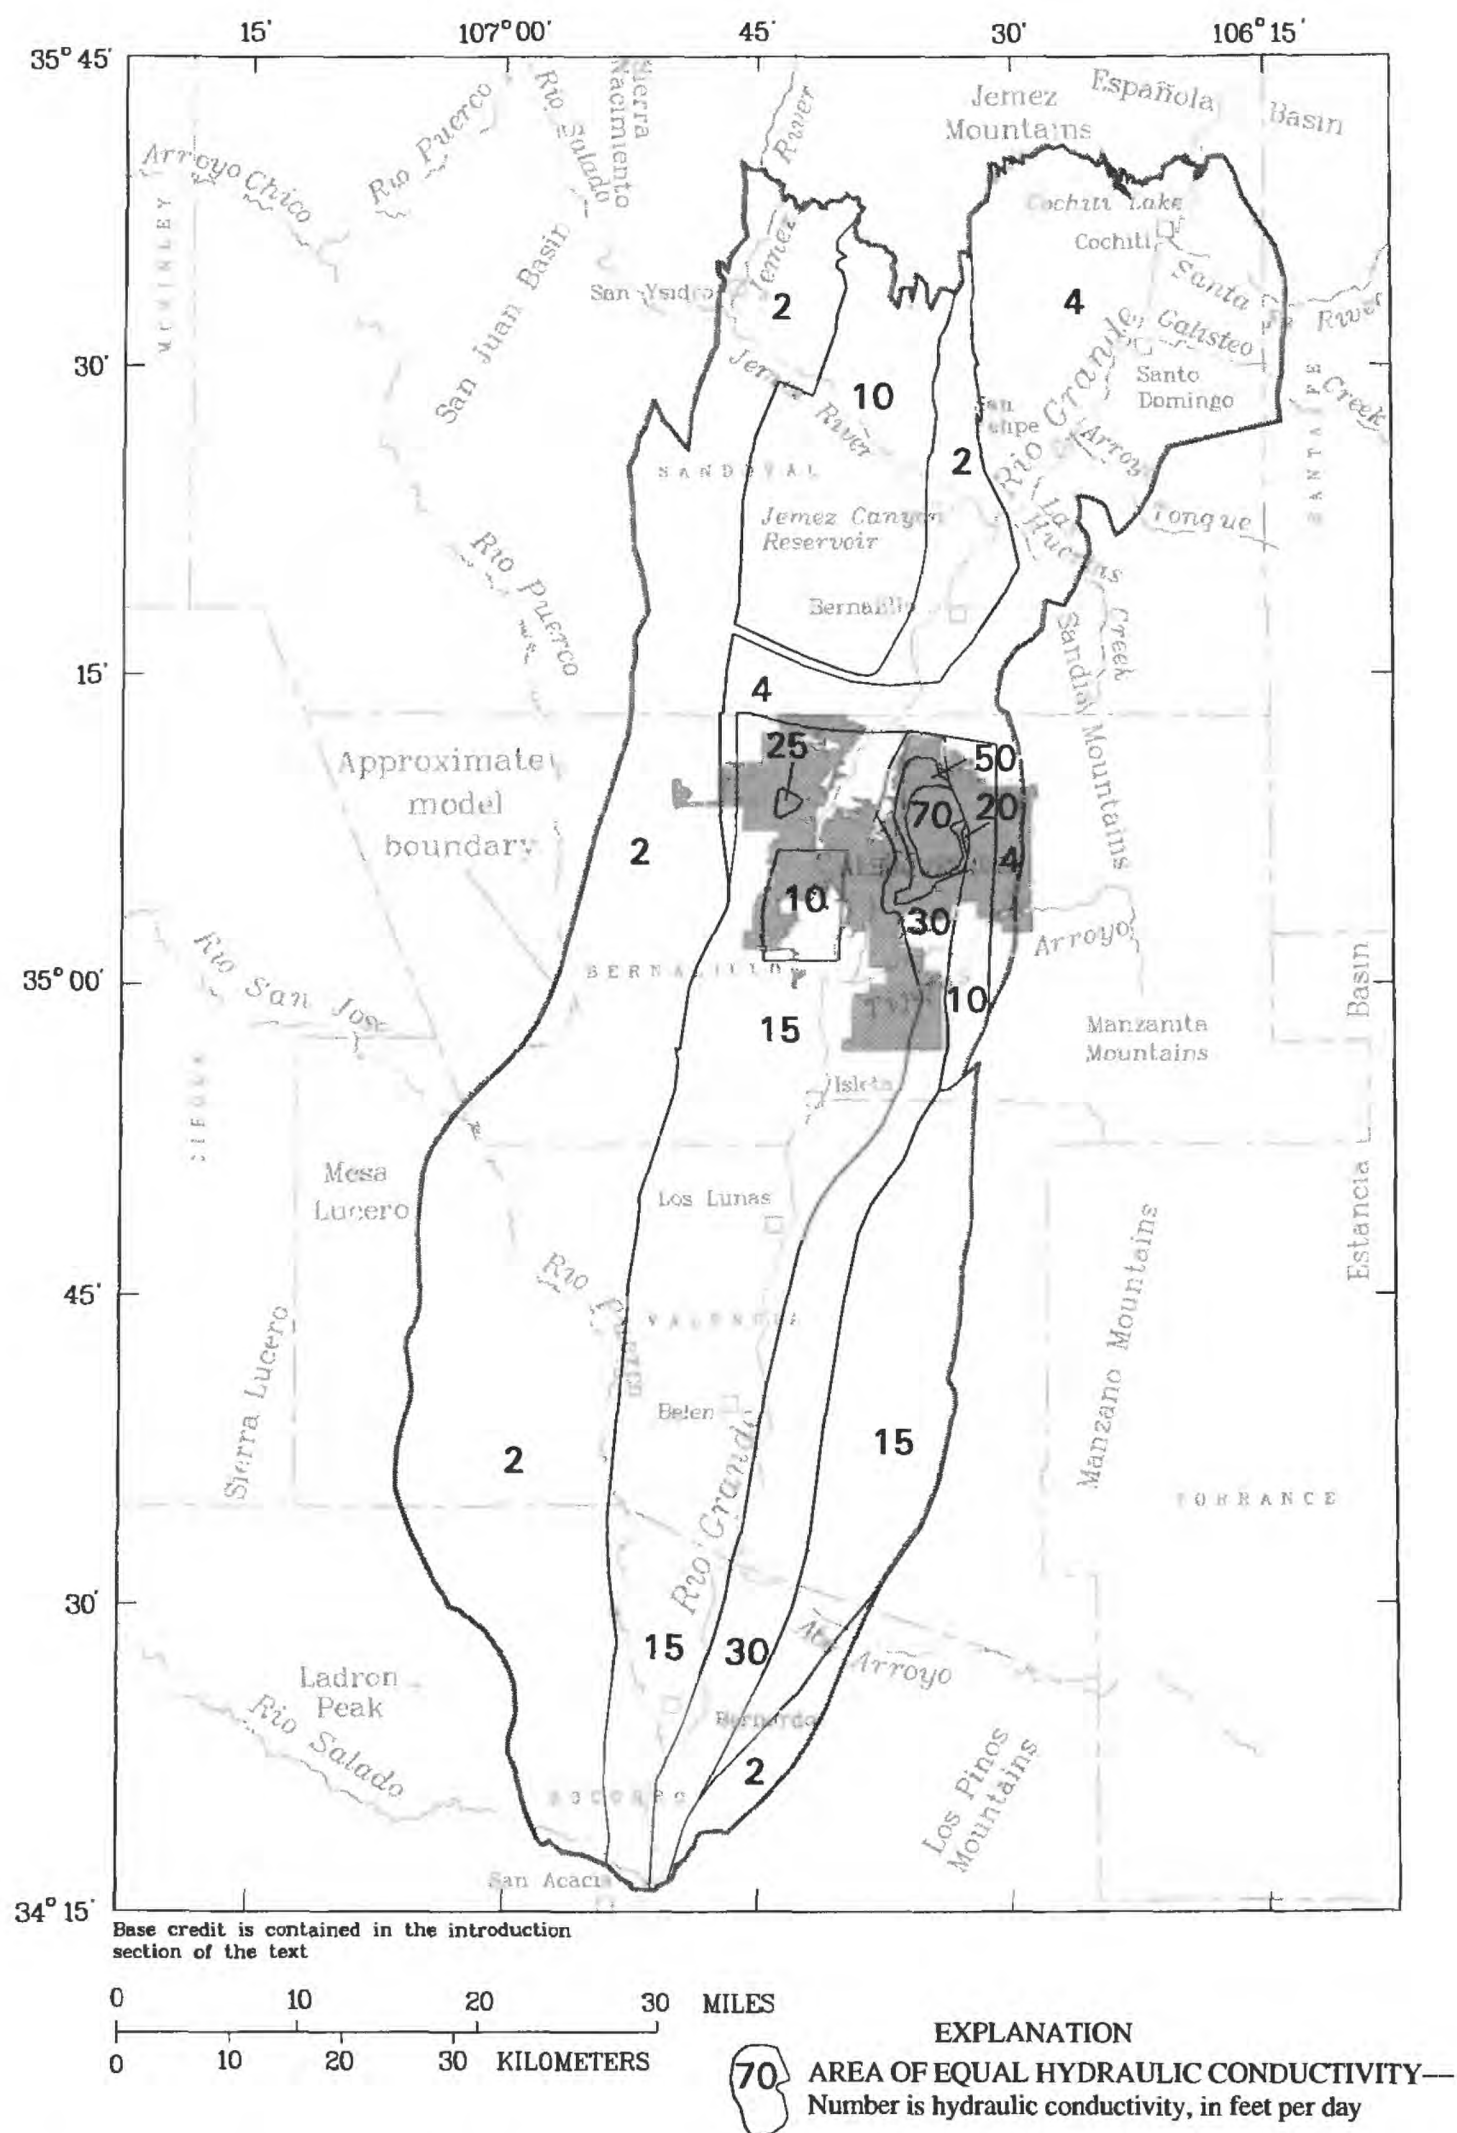 15' 107°00' 45' 30' 106°15'
35°45'
30'
15'
35°00'
45'
30'
34°15'
Sierra
Nacimiento
Jemez
Mountains
Española
Basin
Arroyo Chico
Rio Puerco
Rio Salado
River
Jemez
San Juan Basin
San Ysidro
Cochiti Lake
Cochiti
Santa
River
Galisteo
Creek
Santo
Domingo
2
4
10
2
Jemez River
Rio Grande
Arroyo
Tonque
SANTA FE
SANDOVAL
Jemez Canyon
Reservoir
Las
Huertas
Creek
Bernalillo
Rio Puerco
Sandia Mountains
4
Approximate
model
boundary
25
50
70
20
2
4
10
30
Arroyo
Rio San Jose
BERNALILLO
15
10
Manzanita
Mountains
Estancia Basin
Isleta
Mesa
Lucero
Los Lunas
Rio Puerco
VALENCIA
Sierra Lucero
Manzano Mountains
Belen
Rio Grande
2
15
TORRANCE
15
30
Abo Arroyo
Ladron
Peak
Rio Salado
Bernardo
2
SOCORRO
Los Pinos
Mountains
San Acacia
Base credit is contained in the introduction
section of the text
0 10 20 30 MILES
0 10 20 30 KILOMETERS
EXPLANATION
70 AREA OF EQUAL HYDRAULIC CONDUCTIVITY—
Number is hydraulic conductivity, in feet per day